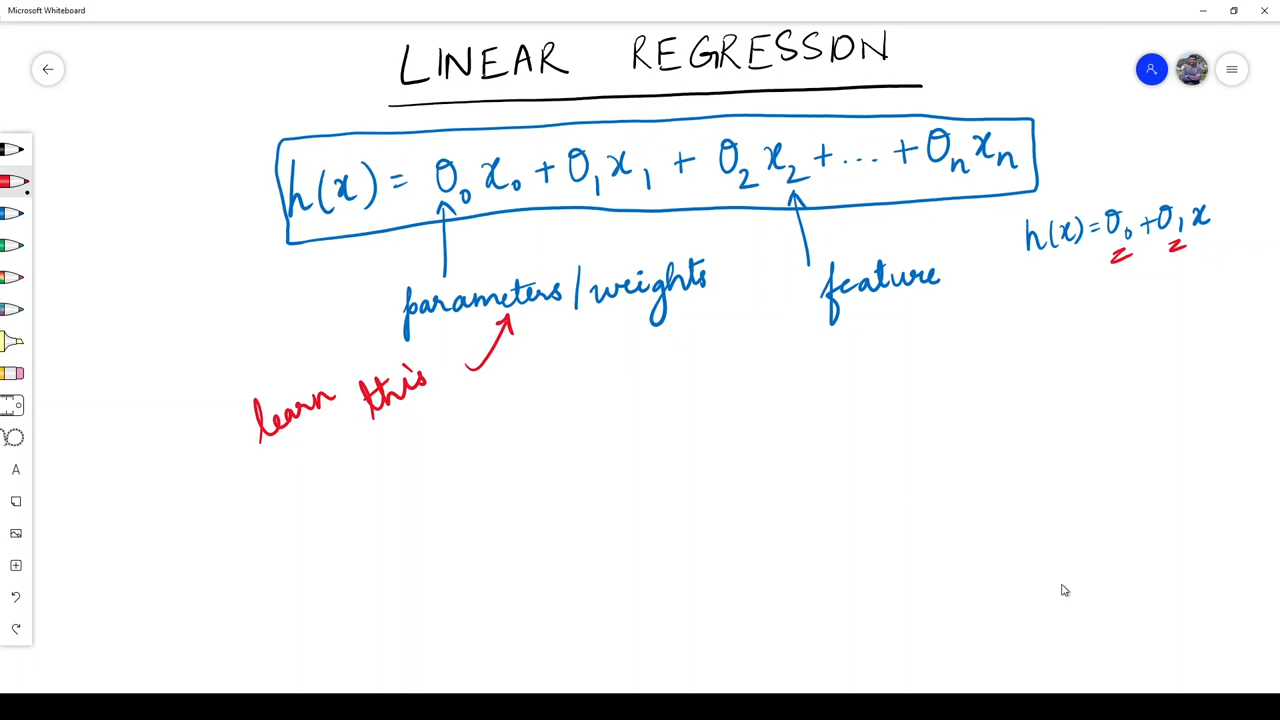 Microsoft Whiteboard
LINEAR REGRESSION
h(x) = θ₀x₀ + θ₁x₁ + θ₂x₂ + ... + θₙxₙ
h(x) = θ₀ + θ₁x
parameters/weights
feature
learn this
A